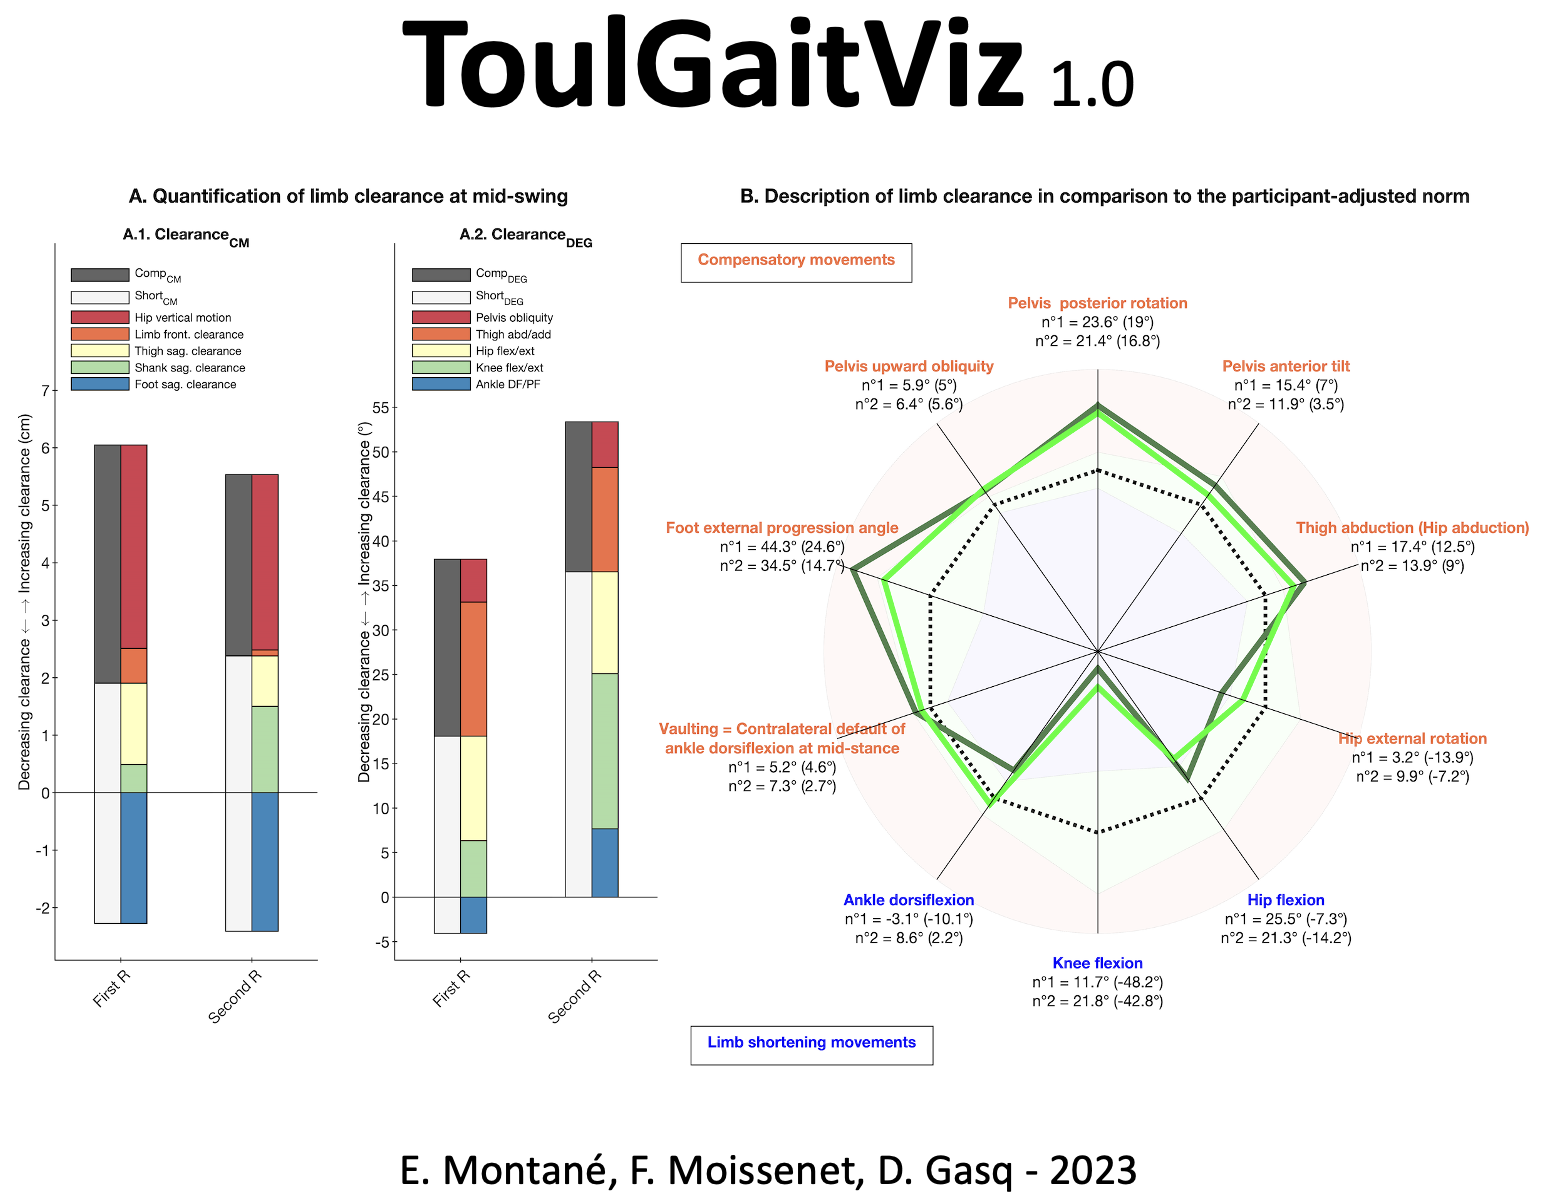 ToulGaitViz 1.0
A. Quantification of limb clearance at mid-swing
A.1. ClearanceCM
CompCM
ShortCM
Hip vertical motion
Limb front. clearance
Thigh sag. clearance
Shank sag. clearance
Foot sag. clearance
Decreasing clearance ← → Increasing clearance (cm)
7
6
5
4
3
2
1
0
-1
-2
First R
Second R
A.2. ClearanceDEG
CompDEG
ShortDEG
Pelvis obliquity
Thigh abd/add
Hip flex/ext
Knee flex/ext
Ankle DF/PF
Decreasing clearance ← → Increasing clearance (°)
55
50
45
40
35
30
25
20
15
10
5
0
-5
First R
Second R
B. Description of limb clearance in comparison to the participant-adjusted norm
Compensatory movements
Pelvis posterior rotation
n°1 = 23.6° (19°)
n°2 = 21.4° (16.8°)
Pelvis upward obliquity
n°1 = 5.9° (5°)
n°2 = 6.4° (5.6°)
Pelvis anterior tilt
n°1 = 15.4° (7°)
n°2 = 11.9° (3.5°)
Foot external progression angle
n°1 = 44.3° (24.6°)
n°2 = 34.5° (14.7°)
Thigh abduction (Hip abduction)
n°1 = 17.4° (12.5°)
n°2 = 13.9° (9°)
Vaulting = Contralateral default of
ankle dorsiflexion at mid-stance
n°1 = 5.2° (4.6°)
n°2 = 7.3° (2.7°)
Hip external rotation
n°1 = 3.2° (-13.9°)
n°2 = 9.9° (-7.2°)
Ankle dorsiflexion
n°1 = -3.1° (-10.1°)
n°2 = 8.6° (2.2°)
Hip flexion
n°1 = 25.5° (-7.3°)
n°2 = 21.3° (-14.2°)
Knee flexion
n°1 = 11.7° (-48.2°)
n°2 = 21.8° (-42.8°)
Limb shortening movements
E. Montané, F. Moissenet, D. Gasq - 2023